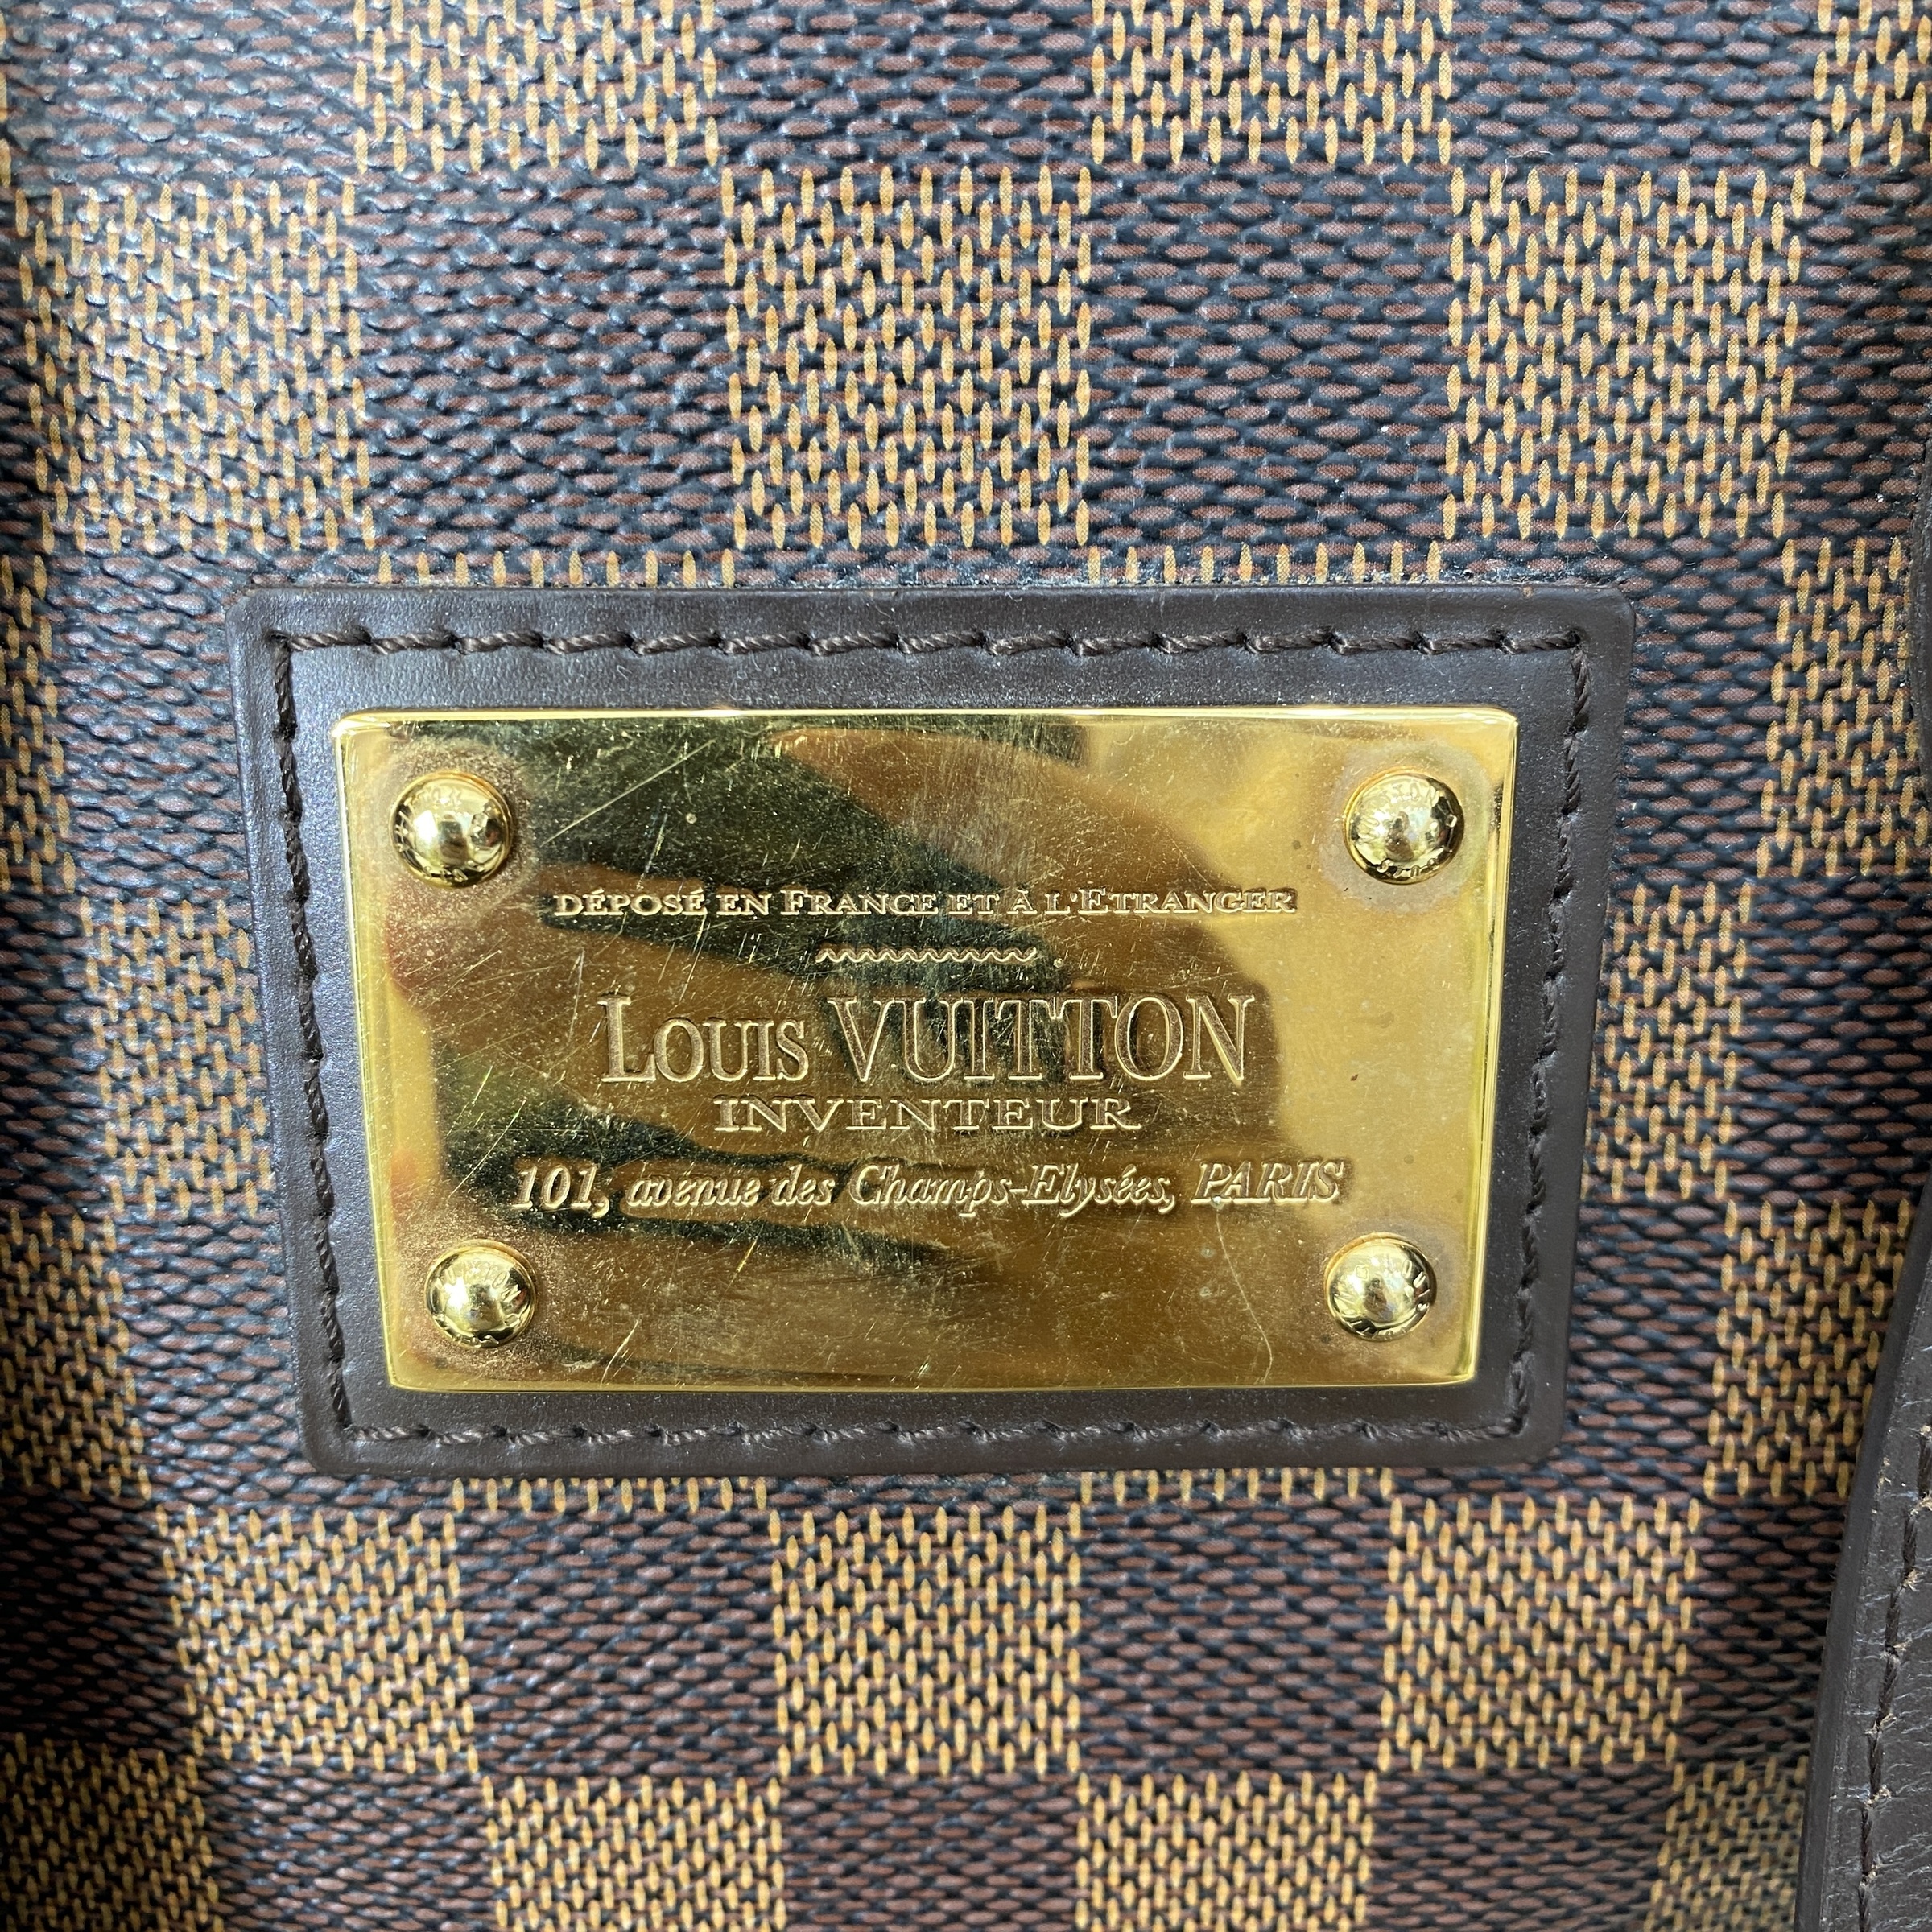 DÉPOSÉ EN FRANCE ET À L'ETRANGER
LOUIS VUITTON
INVENTEUR
101, avenue des Champs-Elysées, PARIS